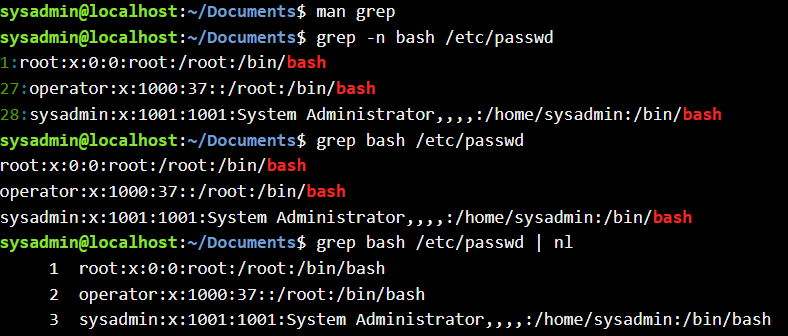 sysadmin@localhost:~/Documents$ man grep
sysadmin@localhost:~/Documents$ grep -n bash /etc/passwd
1:root:x:0:0:root:/root:/bin/bash
27:operator:x:1000:37::/root:/bin/bash
28:sysadmin:x:1001:1001:System Administrator,,,,:/home/sysadmin:/bin/bash
sysadmin@localhost:~/Documents$ grep bash /etc/passwd
root:x:0:0:root:/root:/bin/bash
operator:x:1000:37::/root:/bin/bash
sysadmin:x:1001:1001:System Administrator,,,,:/home/sysadmin:/bin/bash
sysadmin@localhost:~/Documents$ grep bash /etc/passwd | nl
     1  root:x:0:0:root:/root:/bin/bash
     2  operator:x:1000:37::/root:/bin/bash
     3  sysadmin:x:1001:1001:System Administrator,,,,:/home/sysadmin:/bin/bash